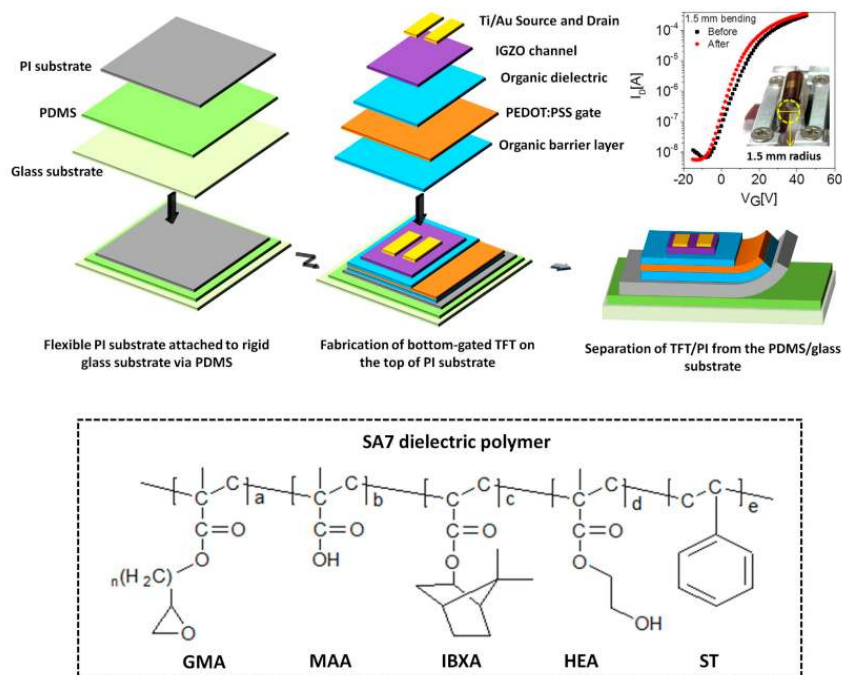 PI substrate
PDMS
Glass substrate
Flexible PI substrate attached to rigid
glass substrate via PDMS
Ti/Au Source and Drain
IGZO channel
Organic dielectric
PEDOT:PSS gate
Organic barrier layer
Fabrication of bottom-gated TFT on
the top of PI substrate
1.5 mm bending
Before
After
10⁻⁴
10⁻⁵
10⁻⁶
10⁻⁷
10⁻⁸
I_D[A]
1.5 mm radius
-20 0 20 40 60
V_G[V]
Separation of TFT/PI from the PDMS/glass
substrate
SA7 dielectric polymer
C C a C C b C C c C C d C C e
C=O C=O C=O C=O
O OH O O
n(H₂C)
O OH
GMA MAA IBXA HEA ST